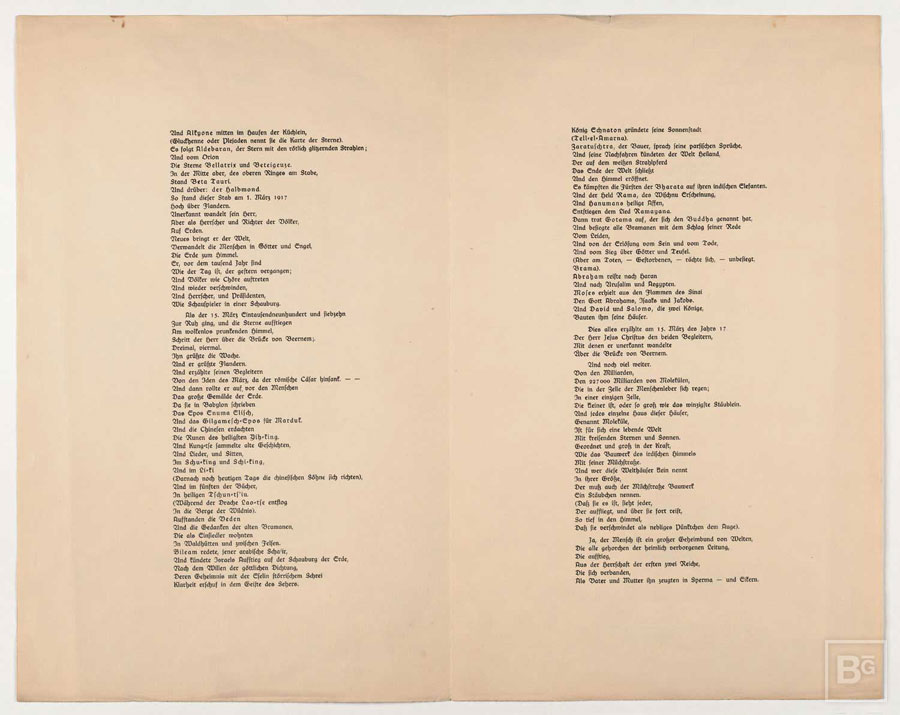 Und Alkyone mitten im Haufen der Küchlein,
(Gluckhenne oder Plejaden nennt sie die Karte der Sterne).
Es folgt Aldebaran, der Stern mit den rötlich glitzernden Strahlen;
Und vom Orion
Die Sterne Bellatrix und Beteigeuze.
In der Mitte aber, des oberen Ringes am Stabe,
Stand Beta Tauri.
Und drüber: der Halbmond.
So stand dieser Stab am 1. März 1917
Hoch über Flandern.
Unerkannt wandelt sein Herr,
Aber als Herrscher und Richter der Völker,
Auf Erden.
Neues bringt er der Welt,
Verwandelt die Menschen in Götter und Engel,
Die Erde zum Himmel.
Er, vor dem tausend Jahr sind
Wie der Tag ist, der gestern vergangen;
Und Völker wie Chöre auftreten
Und wieder verschwinden,
Und Herrscher, und Präsidenten,
Wie Schauspieler in einer Schauburg.
Als der 15. März Eintausendneunhundert und siebzehn
Zur Ruh ging, und die Sterne aufstiegen
Am wolkenlos prunkenden Himmel,
Schritt der Herr über die Brücke von Beernem;
Dreimal, viermal.
Ihn grüßte die Wache.
Und er grüßte Flandern.
Und erzählte seinen Begleitern
Von den Iden des März, da der römische Cäsar hinsank. — —
Und dann rollte er auf, vor den Menschen
Das große Gemälde der Erde.
Da sie in Babylon schrieben
Das Epos Enuma Elisch,
Und das Gilgamesch-Epos für Marduk.
Und die Chinesen erdachten
Die Runen des heiligsten Yih-king.
Und Kung-tse sammelte alte Geschichten,
Und Lieder, und Sitten,
Im Schu-king und Schi-king,
Und im Li-ki
(Darnach noch heutigen Tags die chinesischen Söhne sich richten),
Und im fünften der Bücher,
In heiligen Tschun-ts'in.
(Während der Drache Lao-tse entflog
In die Berge der Wildnis).
Aufstanden die Veden
Und die Gedanken der alten Bramanen,
Die als Einsiedler wohnten
In Waldhütten und zwischen Felsen.
Bileam redete, jener arabische Scha'ir,
Und kündete Israels Aufstieg auf der Schauburg der Erde,
Nach dem Willen der göttlichen Dichtung,
Deren Geheimnis mit der Eselin störrischem Schrei
Klarheit erschuf in dem Geiste des Sehers.
König Echnaton gründete seine Sonnenstadt
(Tell-el-Amarna).
Zaratuschtra, der Bauer, sprach seine parsischen Sprüche,
Und seine Nachfahren kündeten der Welt Heiland,
Der auf dem weißen Strahlpferd
Das Ende der Welt schließt
Und den Himmel eröffnet.
Es kämpften die Fürsten der Bharata auf ihren indischen Elefanten.
Und der Held Rama, des Wischnu Erscheinung,
Und Hanumans heilige Affen,
Entstiegen dem Lied Ramayana.
Dann trat Gotama auf, der sich den Buddha genannt hat,
Und besiegte alle Bramanen mit dem Schlag seiner Rede
Vom Leiden,
Und von der Erlösung vom Sein und vom Tode,
Und vom Sieg über Götter und Teufel.
(Aber am Toten, — Gestorbenen, — rächte sich, — unbesiegt,
Brama).
Abraham reiste nach Haran
Und nach Urusalim und Aegypten.
Moses erhielt aus den Flammen des Sinai
Den Gott Abrahams, Isaaks und Jakobs.
Und David und Salomo, die zwei Könige,
Bauten ihm seine Häuser.
Dies alles erzählte am 15. März des Jahrs 17
Der Herr Jesus Christus den beiden Begleitern,
Mit denen er unerkannt wandelte
Über die Brücke von Beernem.
Und noch viel weiter.
Von den Milliarden,
Den 227000 Milliarden von Molekülen,
Die in der Zelle der Menschenleber sich regen;
In einer einzigen Zelle,
Die kleiner ist, oder so groß wie das winzigste Stäublein.
Und jedes einzelne Haus dieser Häuser,
Genannt Moleküle,
Ist für sich eine lebende Welt
Mit kreisenden Sternen und Sonnen.
Geordnet und groß in der Kraft,
Wie das Bauwerk des irdischen Himmels
Mit seiner Milchstraße.
Und wer diese Welthäuser klein nennt
In ihrer Größe,
Der muß auch der Milchstraße Bauwerk
Ein Stäubchen nennen.
(Daß sie es ist, sieht jeder,
Der auffliegt, und über sie fort reist,
So tief in den Himmel,
Daß sie verschwindet als nebliges Pünktchen dem Auge).
Ja, der Mensch ist ein großer Geheimbund von Welten,
Die alle gehorchen der heimlich verborgenen Leitung,
Die aufstieg,
Aus der Herrschaft der ersten zwei Reiche,
Die sich verbanden,
Als Vater und Mutter ihn zeugten in Sperma — und Eikern.
BG